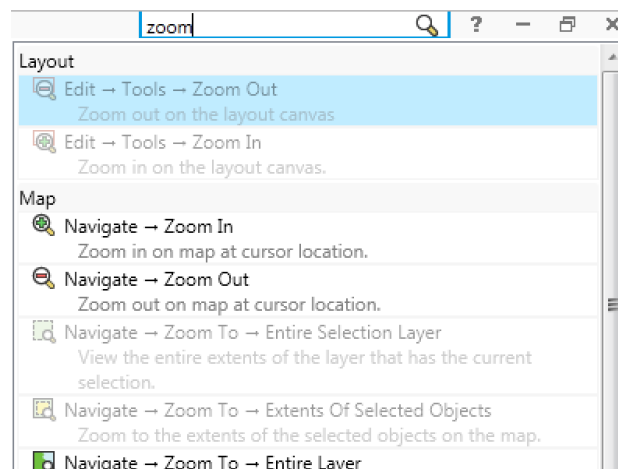 zoom
?
Layout
Edit → Tools → Zoom Out
Zoom out on the layout canvas
Edit → Tools → Zoom In
Zoom in on the layout canvas.
Map
Navigate → Zoom In
Zoom in on map at cursor location.
Navigate → Zoom Out
Zoom out on map at cursor location.
Navigate → Zoom To → Entire Selection Layer
View the entire extents of the layer that has the current
selection.
Navigate → Zoom To → Extents Of Selected Objects
Zoom to the extents of the selected objects on the map.
Navigate → Zoom To → Entire Layer